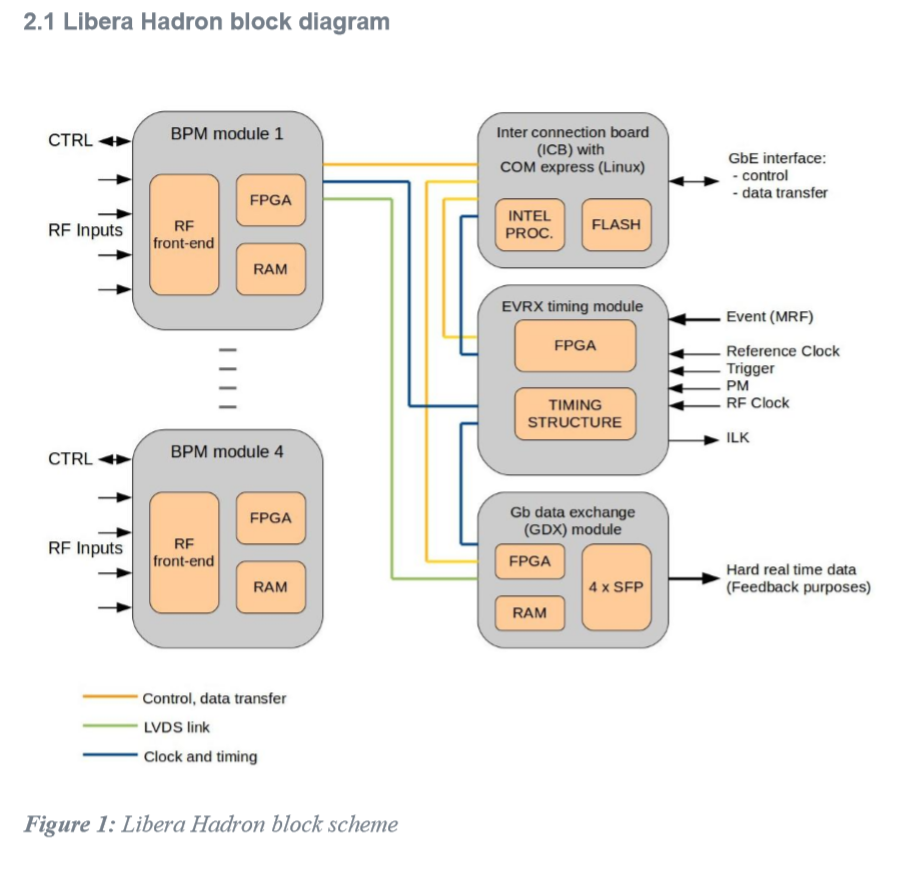 2.1 Libera Hadron block diagram
CTRL
BPM module 1
RF Inputs
RF
front-end
FPGA
RAM
Inter connection board
(ICB) with
COM express (Linux)
INTEL
PROC.
FLASH
GbE interface:
- control
- data transfer
EVRX timing module
FPGA
TIMING
STRUCTURE
Event (MRF)
Reference Clock
Trigger
PM
RF Clock
ILK
CTRL
BPM module 4
RF Inputs
RF
front-end
FPGA
RAM
Gb data exchange
(GDX) module
FPGA
RAM
4 x SFP
Hard real time data
(Feedback purposes)
Control, data transfer
LVDS link
Clock and timing
Figure 1: Libera Hadron block scheme